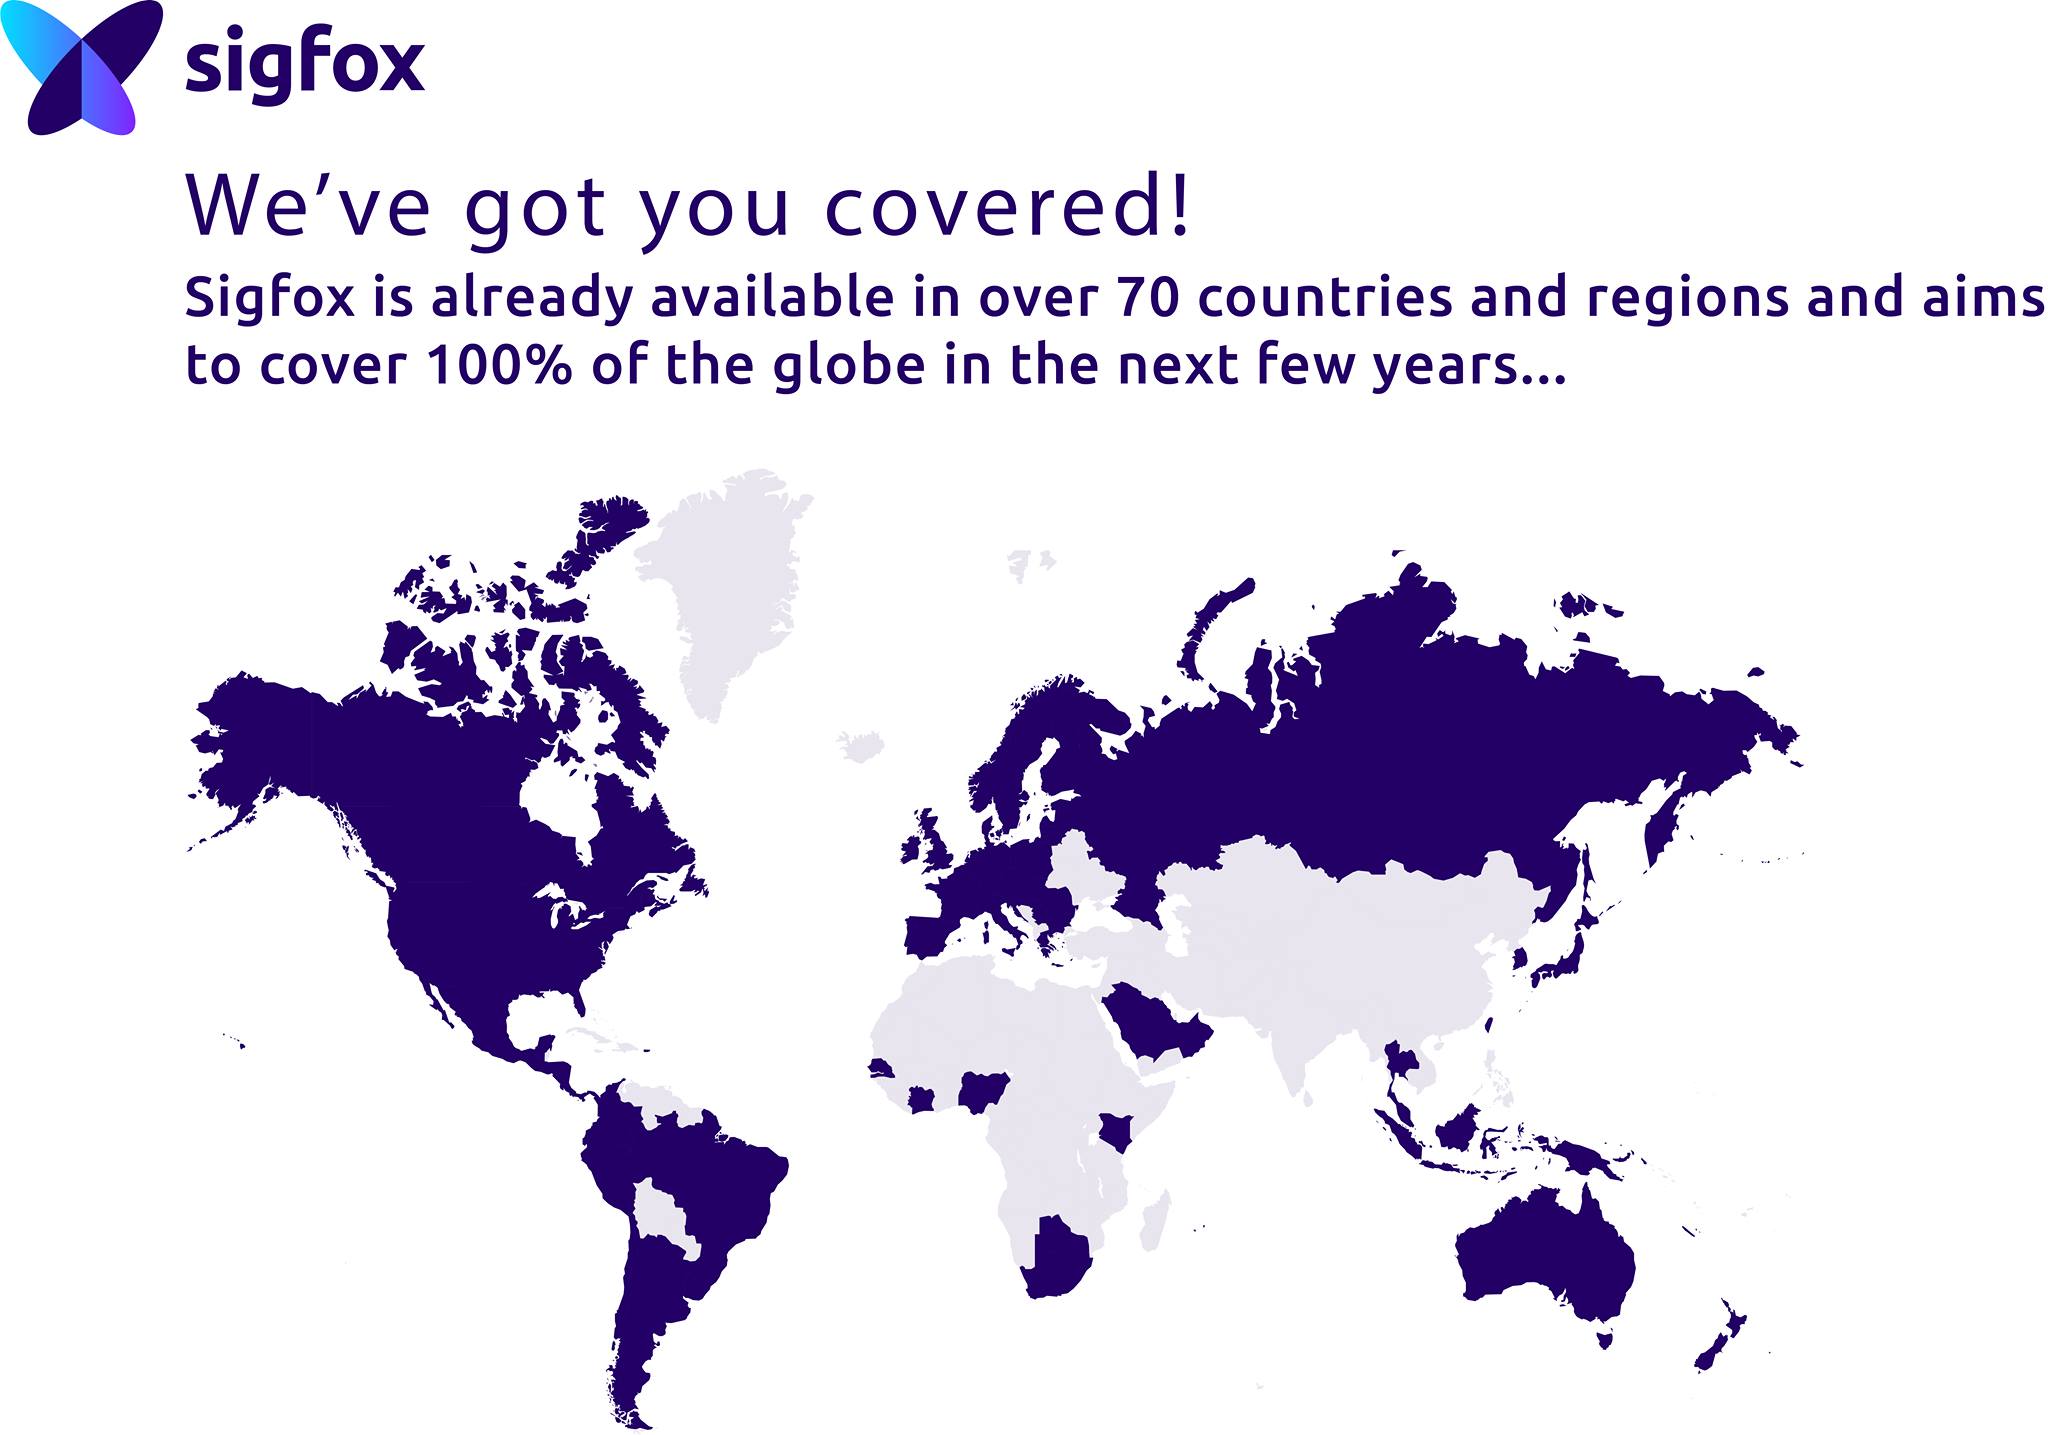 sigfox
We’ve got you covered!
Sigfox is already available in over 70 countries and regions and aims
to cover 100% of the globe in the next few years...